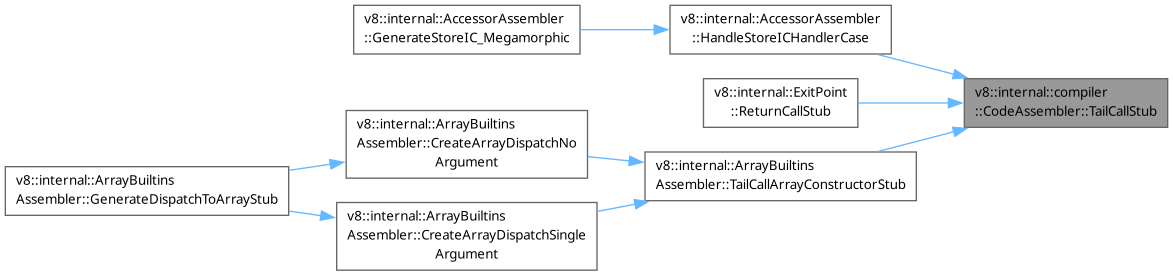 v8::internal::AccessorAssembler
::GenerateStoreIC_Megamorphic
v8::internal::AccessorAssembler
::HandleStoreICHandlerCase
v8::internal::compiler
::CodeAssembler::TailCallStub
v8::internal::ExitPoint
::ReturnCallStub
v8::internal::ArrayBuiltins
Assembler::CreateArrayDispatchNo
Argument
v8::internal::ArrayBuiltins
Assembler::TailCallArrayConstructorStub
v8::internal::ArrayBuiltins
Assembler::GenerateDispatchToArrayStub
v8::internal::ArrayBuiltins
Assembler::CreateArrayDispatchSingle
Argument